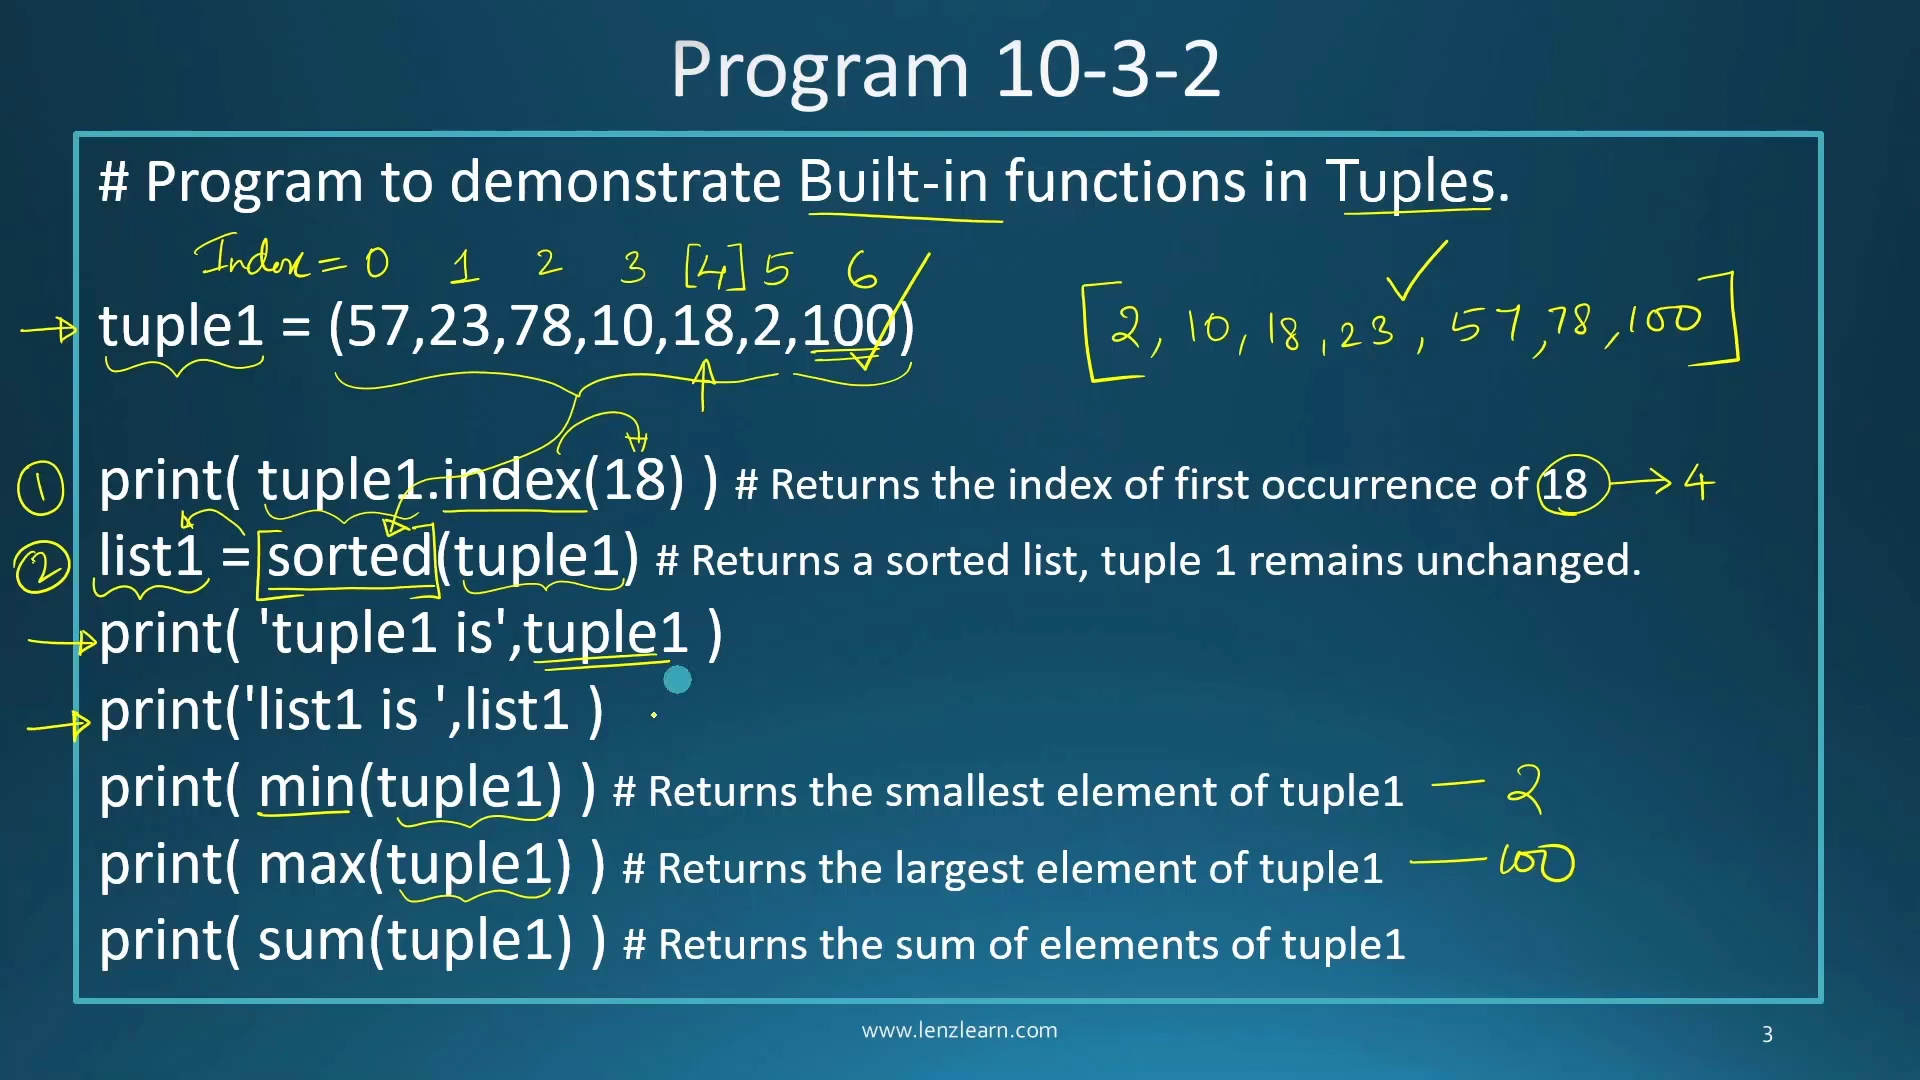 Program 10-3-2
# Program to demonstrate Built-in functions in Tuples.
Index = 0 1 2 3 [4] 5 6
tuple1 = (57,23,78,10,18,2,100)
[2, 10, 18, 23, 57, 78, 100]
1 print( tuple1.index(18) ) # Returns the index of first occurrence of 18 → 4
2 list1 = sorted(tuple1) # Returns a sorted list, tuple 1 remains unchanged.
print( 'tuple1 is',tuple1 )
print('list1 is ',list1 )
print( min(tuple1) ) # Returns the smallest element of tuple1 — 2
print( max(tuple1) ) # Returns the largest element of tuple1 — 100
print( sum(tuple1) ) # Returns the sum of elements of tuple1
www.lenzlearn.com
3